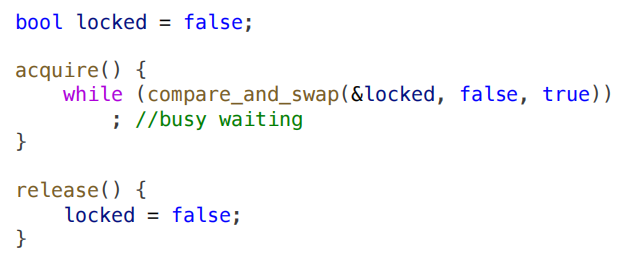 bool locked = false;
acquire() {
    while (compare_and_swap(&locked, false, true))
        ; //busy waiting
}
release() {
    locked = false;
}